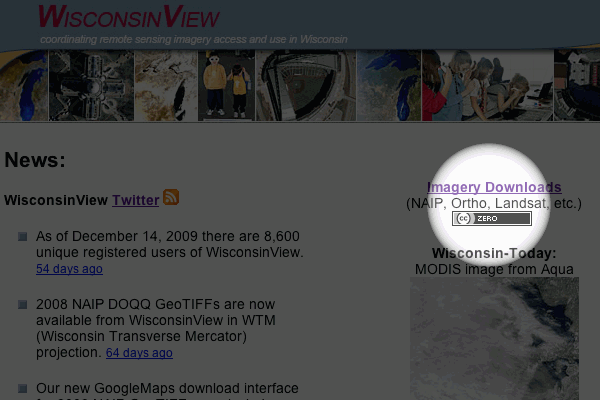 WISCONSINVIEW
coordinating remote sensing imagery access and use in Wisconsin
News:
WisconsinView Twitter
As of December 14, 2009 there are 8,600
unique registered users of WisconsinView.
54 days ago
2008 NAIP DOQQ GeoTIFFs are now
available from WisconsinView in WTM
(Wisconsin Transverse Mercator)
projection. 64 days ago
Our new GoogleMaps download interface
Imagery Downloads
(NAIP, Ortho, Landsat, etc.)
cc ZERO
Wisconsin-Today:
MODIS image from Aqua